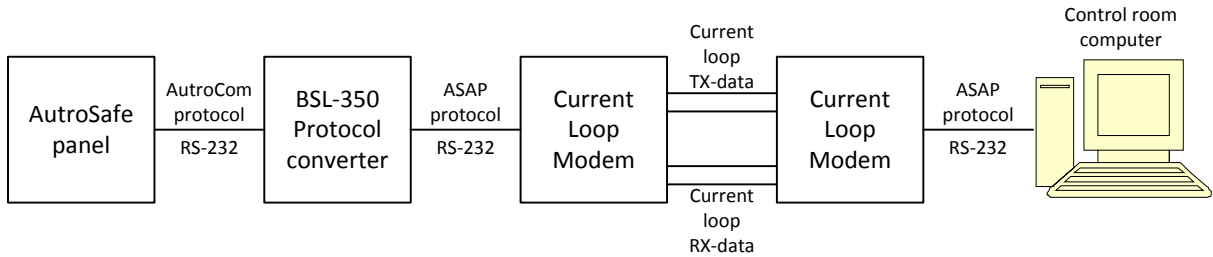 AutroSafe
panel
AutroCom
protocol
RS-232
BSL-350
Protocol
converter
ASAP
protocol
RS-232
Current
Loop
Modem
Current
loop
TX-data
Current
loop
RX-data
Current
Loop
Modem
ASAP
protocol
RS-232
Control room
computer